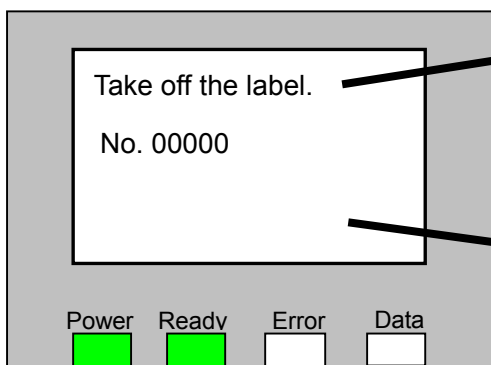 Take off the label.
No. 00000
Power Ready Error Data